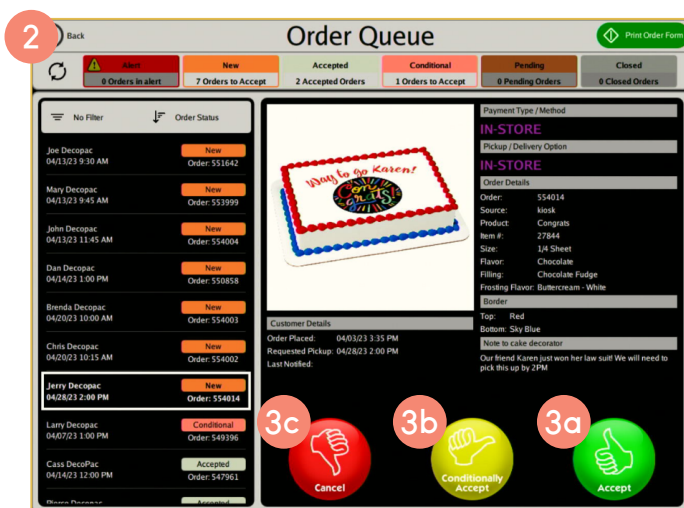 2
Back
Order Queue
Print Order Form
Alert
0 Orders in alert
New
7 Orders to Accept
Accepted
2 Accepted Orders
Conditional
1 Orders to Accept
Pending
0 Pending Orders
Closed
0 Closed Orders
No Filter
Order Status
Joe Decopac
04/13/23 9:30 AM
New
Order: 551642
Mary Decopac
04/13/23 9:45 AM
New
Order: 553999
John Decopac
04/13/23 11:45 AM
New
Order: 554004
Dan Decopac
04/14/23 1:00 PM
New
Order: 550858
Brenda Decopac
04/20/23 10:00 AM
New
Order: 554003
Chris Decopac
04/20/23 10:15 AM
New
Order: 554002
Jerry Decopac
04/28/23 2:00 PM
New
Order: 554014
Larry Decopac
04/07/23 1:00 PM
Conditional
Order: 549396
Cass DecoPac
04/14/23 12:00 PM
Accepted
Order: 547961
Way to go Karen!
Congrats!
Customer Details
Order Placed: 04/03/23 3:35 PM
Requested Pickup: 04/28/23 2:00 PM
Last Notified:
Payment Type / Method
IN-STORE
Pickup / Delivery Option
IN-STORE
Order Details
Order: 554014
Source: kiosk
Product: Congrats
Item #: 27844
Size: 1/4 Sheet
Flavor: Chocolate
Filling: Chocolate Fudge
Frosting Flavor: Buttercream - White
Border
Top: Red
Bottom: Sky Blue
Note to cake decorator
Our friend Karen just won her law suit! We will need to
pick this up by 2PM
3c
Cancel
3b
Conditionally
Accept
3a
Accept